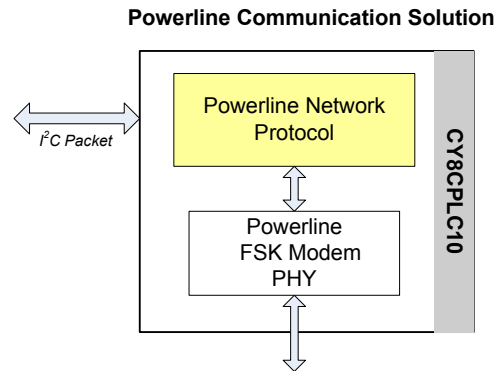 Powerline Communication Solution
Powerline Network
Protocol
I²C Packet
CY8CPLC10
Powerline
FSK Modem
PHY